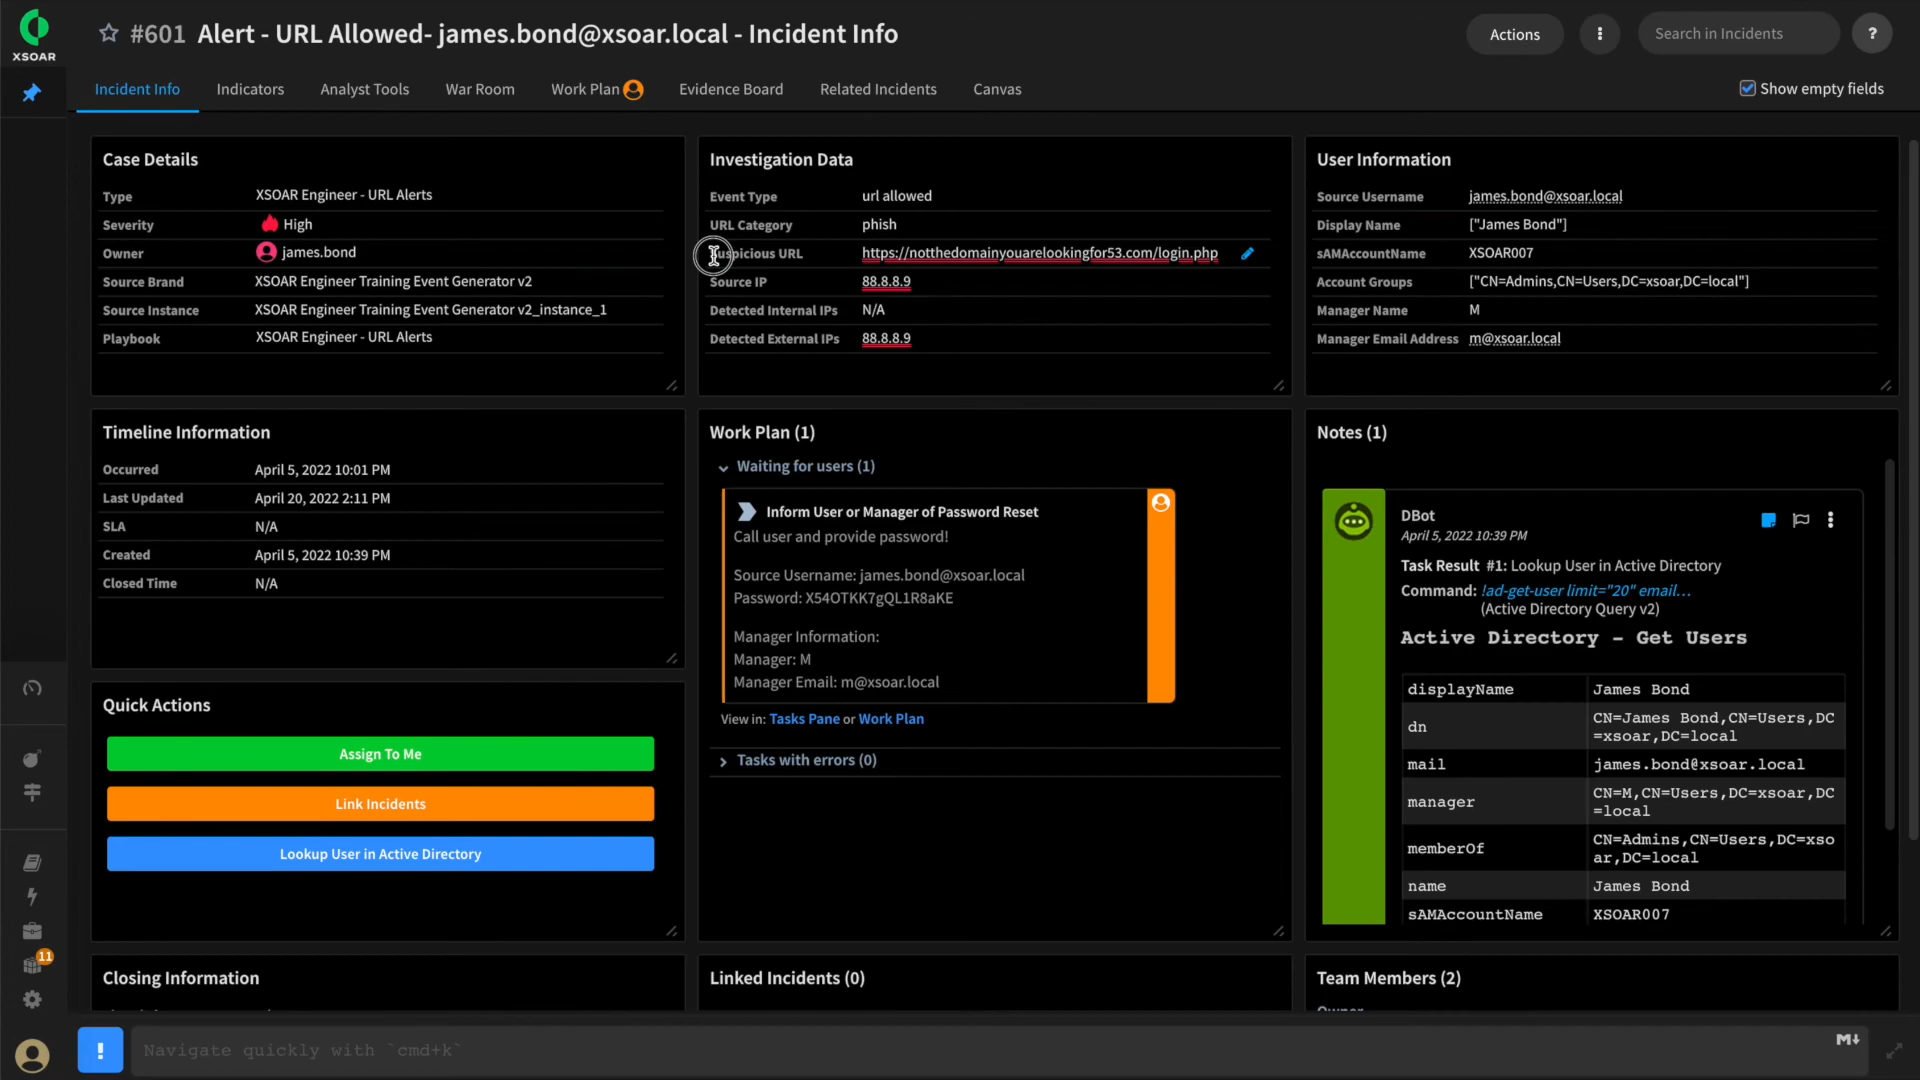 XSOAR
#601 Alert - URL Allowed- james.bond@xsoar.local - Incident Info
Actions
Search in Incidents
?
Incident Info
Indicators
Analyst Tools
War Room
Work Plan
Evidence Board
Related Incidents
Canvas
Show empty fields
Case Details
Type XSOAR Engineer - URL Alerts
Severity High
Owner james.bond
Source Brand XSOAR Engineer Training Event Generator v2
Source Instance XSOAR Engineer Training Event Generator v2_instance_1
Playbook XSOAR Engineer - URL Alerts
Investigation Data
Event Type url allowed
URL Category phish
Suspicious URL https://notthedomainyouarelookingfor53.com/login.php
Source IP 88.8.8.9
Detected Internal IPs N/A
Detected External IPs 88.8.8.9
User Information
Source Username james.bond@xsoar.local
Display Name ["James Bond"]
sAMAccountName XSOAR007
Account Groups ["CN=Admins,CN=Users,DC=xsoar,DC=local"]
Manager Name M
Manager Email Address m@xsoar.local
Timeline Information
Occurred April 5, 2022 10:01 PM
Last Updated April 20, 2022 2:11 PM
SLA N/A
Created April 5, 2022 10:39 PM
Closed Time N/A
Work Plan (1)
Waiting for users (1)
Inform User or Manager of Password Reset
Call user and provide password!
Source Username: james.bond@xsoar.local
Password: X54OTKK7gQL1R8aKE
Manager Information:
Manager: M
Manager Email: m@xsoar.local
View in: Tasks Pane or Work Plan
Tasks with errors (0)
Notes (1)
DBot
April 5, 2022 10:39 PM
Task Result #1: Lookup User in Active Directory
Command: !ad-get-user limit="20" email…
(Active Directory Query v2)
Active Directory - Get Users
displayName James Bond
dn CN=James Bond,CN=Users,DC
=xsoar,DC=local
mail james.bond@xsoar.local
manager CN=M,CN=Users,DC=xsoar,DC
=local
memberOf CN=Admins,CN=Users,DC=xso
ar,DC=local
name James Bond
sAMAccountName XSOAR007
Quick Actions
Assign To Me
Link Incidents
Lookup User in Active Directory
11
Closing Information
Linked Incidents (0)
Team Members (2)
!
Navigate quickly with `cmd+k`
M